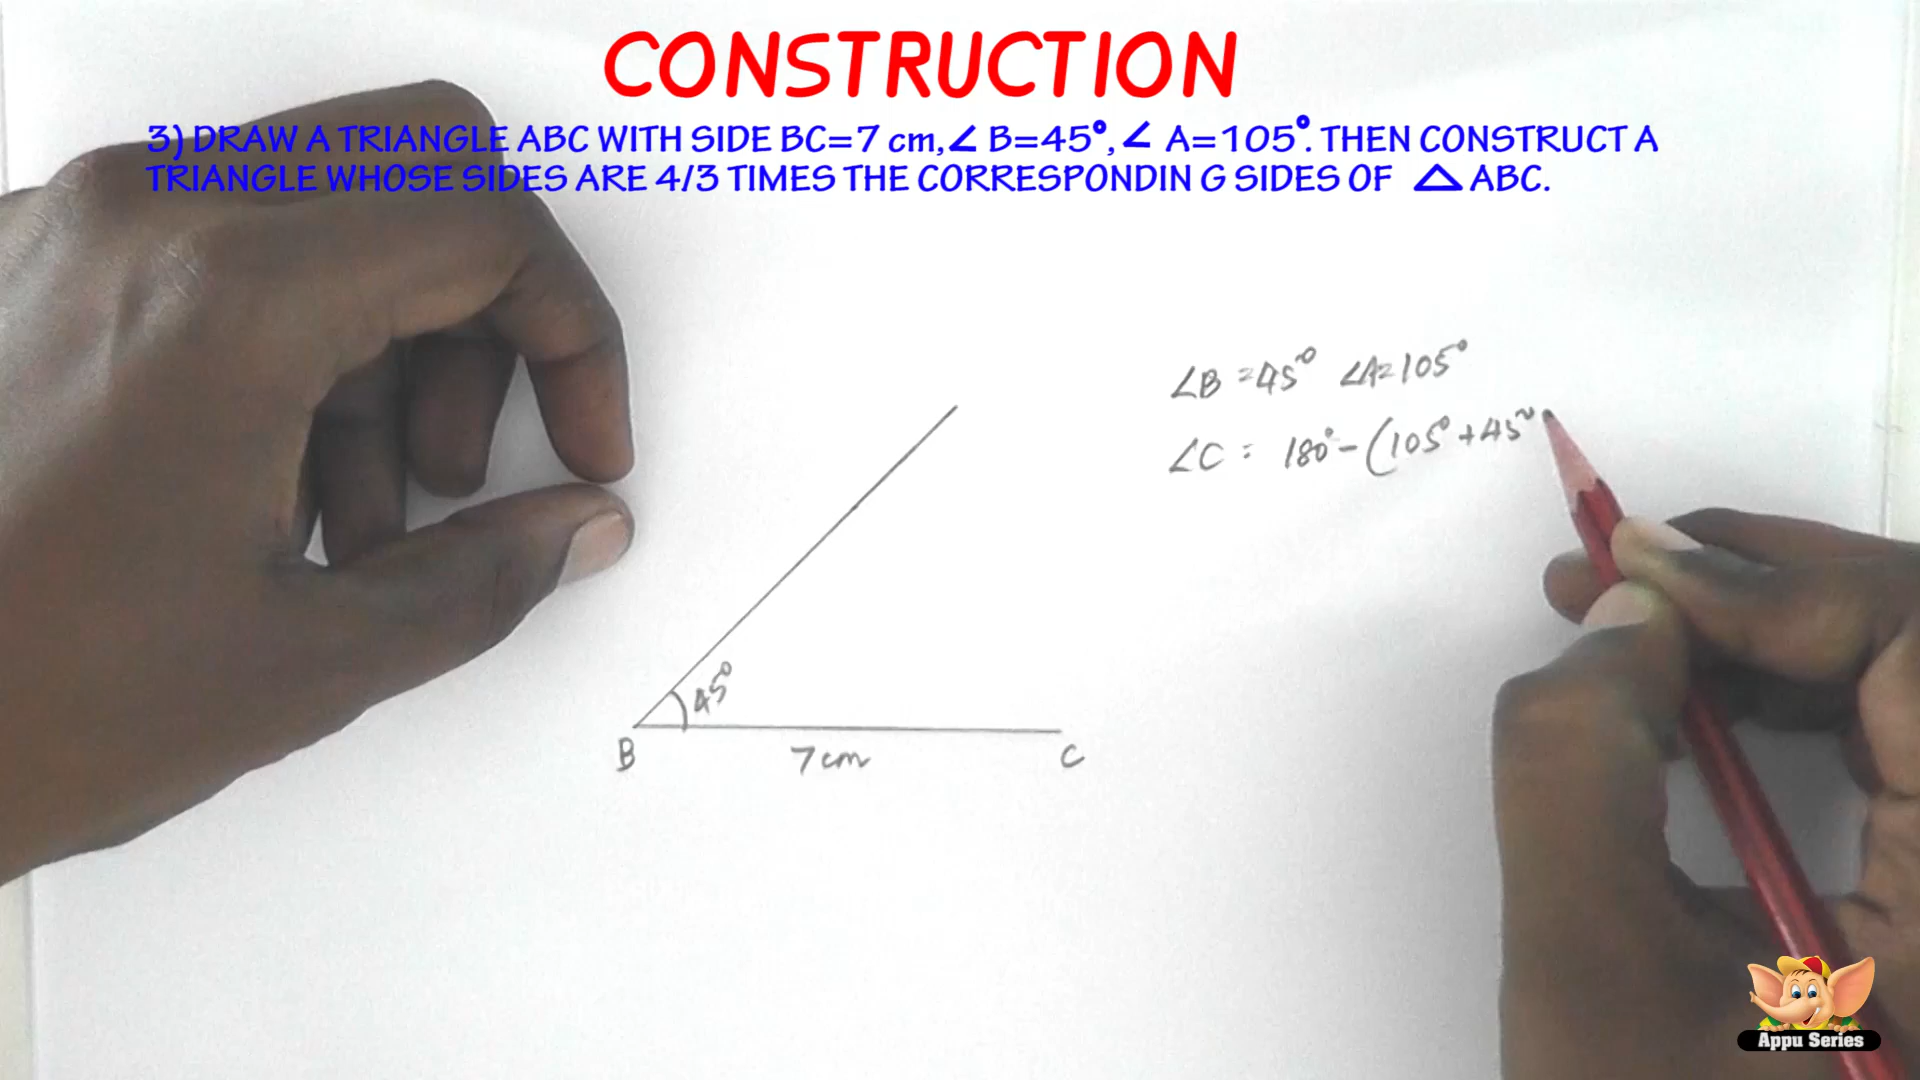 CONSTRUCTION
3) DRAW A TRIANGLE ABC WITH SIDE BC=7 cm,∠ B=45°,∠ A=105°. THEN CONSTRUCT A
TRIANGLE WHOSE SIDES ARE 4/3 TIMES THE CORRESPONDIN G SIDES OF △ ABC.
∠B = 45° ∠A=105°
∠C = 180°-(105°+45°
45°
B 7cm C
Appu Series